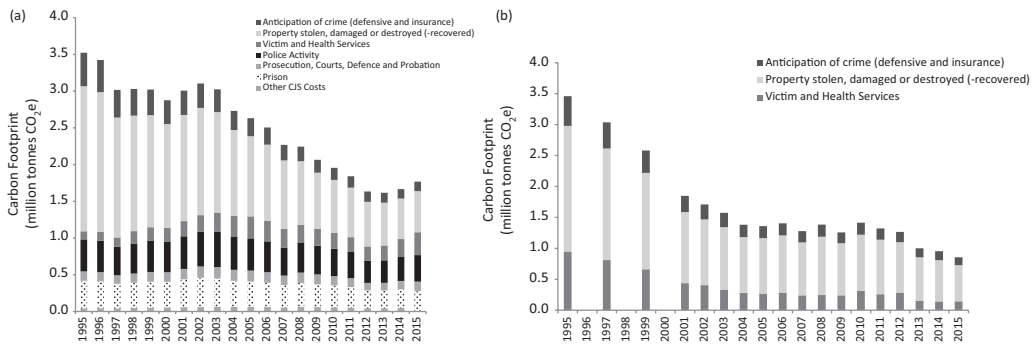 (a)
4.0
3.5
3.0
2.5
2.0
1.5
1.0
0.5
0.0
Carbon Footprint
(million tonnes CO₂e)
Anticipation of crime (defensive and insurance)
Property stolen, damaged or destroyed (-recovered)
Victim and Health Services
Police Activity
Prosecution, Courts, Defence and Probation
Prison
Other CJS Costs
1995 1996 1997 1998 1999 2000 2001 2002 2003 2004 2005 2006 2007 2008 2009 2010 2011 2012 2013 2014 2015
(b)
4.0
3.5
3.0
2.5
2.0
1.5
1.0
0.5
0.0
Carbon Footprint
(million tonnes CO₂e)
Anticipation of crime (defensive and insurance)
Property stolen, damaged or destroyed (-recovered)
Victim and Health Services
1995 1996 1997 1998 1999 2000 2001 2002 2003 2004 2005 2006 2007 2008 2009 2010 2011 2012 2013 2014 2015